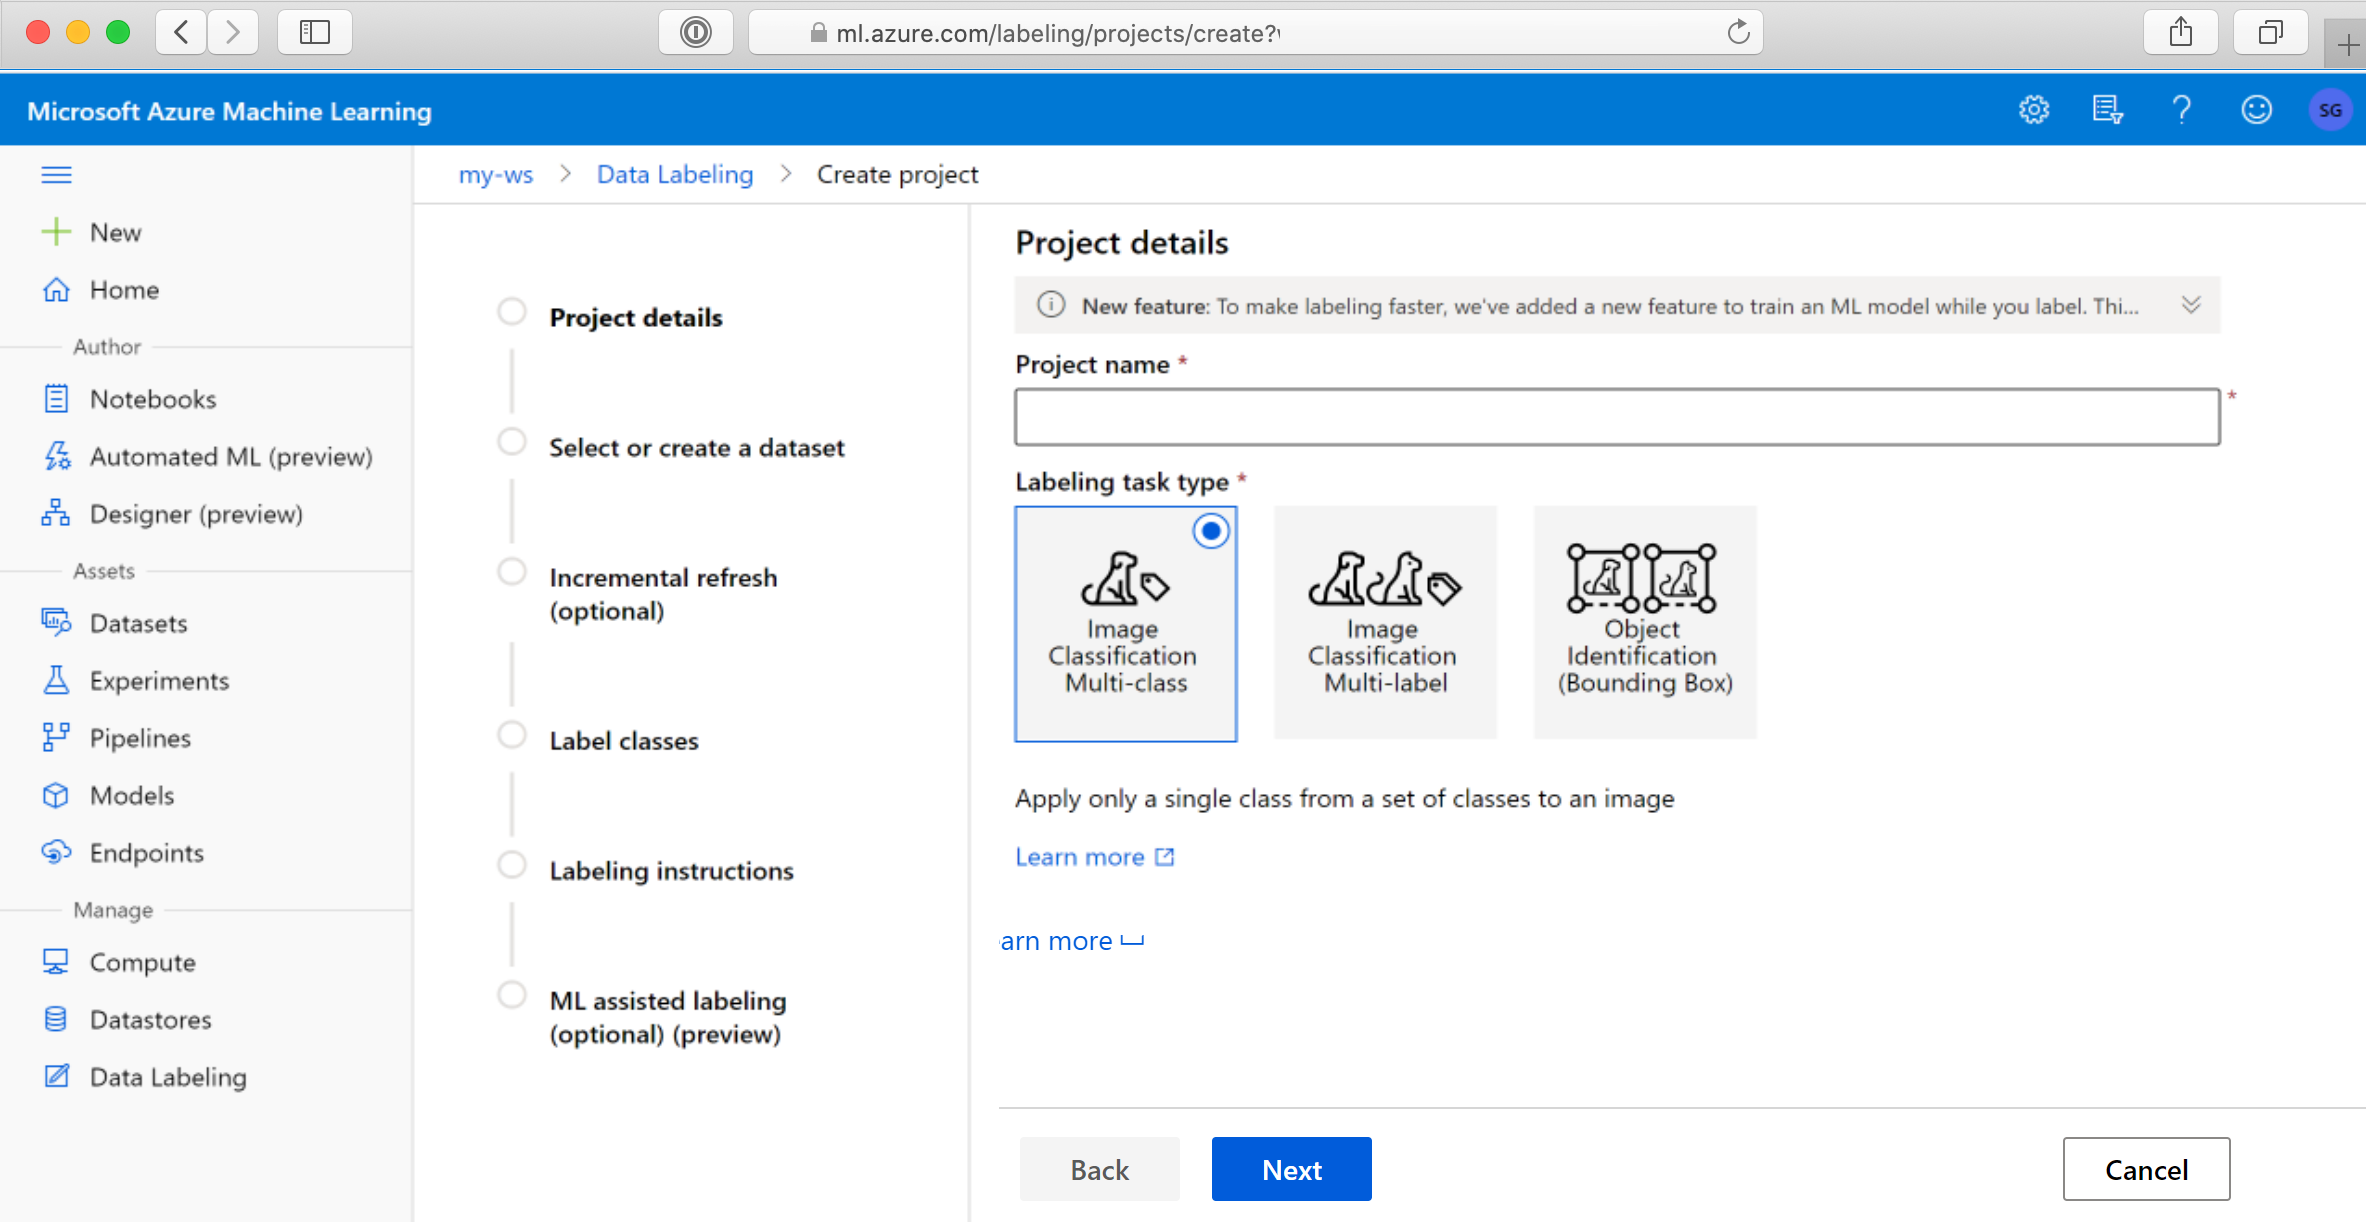 ml.azure.com/labeling/projects/create?
Microsoft Azure Machine Learning
SG
my-ws > Data Labeling > Create project
New
Home
Author
Notebooks
Automated ML (preview)
Designer (preview)
Assets
Datasets
Experiments
Pipelines
Models
Endpoints
Manage
Compute
Datastores
Data Labeling
Project details
Select or create a dataset
Incremental refresh
(optional)
Label classes
Labeling instructions
ML assisted labeling
(optional) (preview)
Project details
New feature: To make labeling faster, we've added a new feature to train an ML model while you label. Thi...
Project name *
*
Labeling task type *
Image
Classification
Multi-class
Image
Classification
Multi-label
Object
Identification
(Bounding Box)
Apply only a single class from a set of classes to an image
Learn more
arn more
Back
Next
Cancel